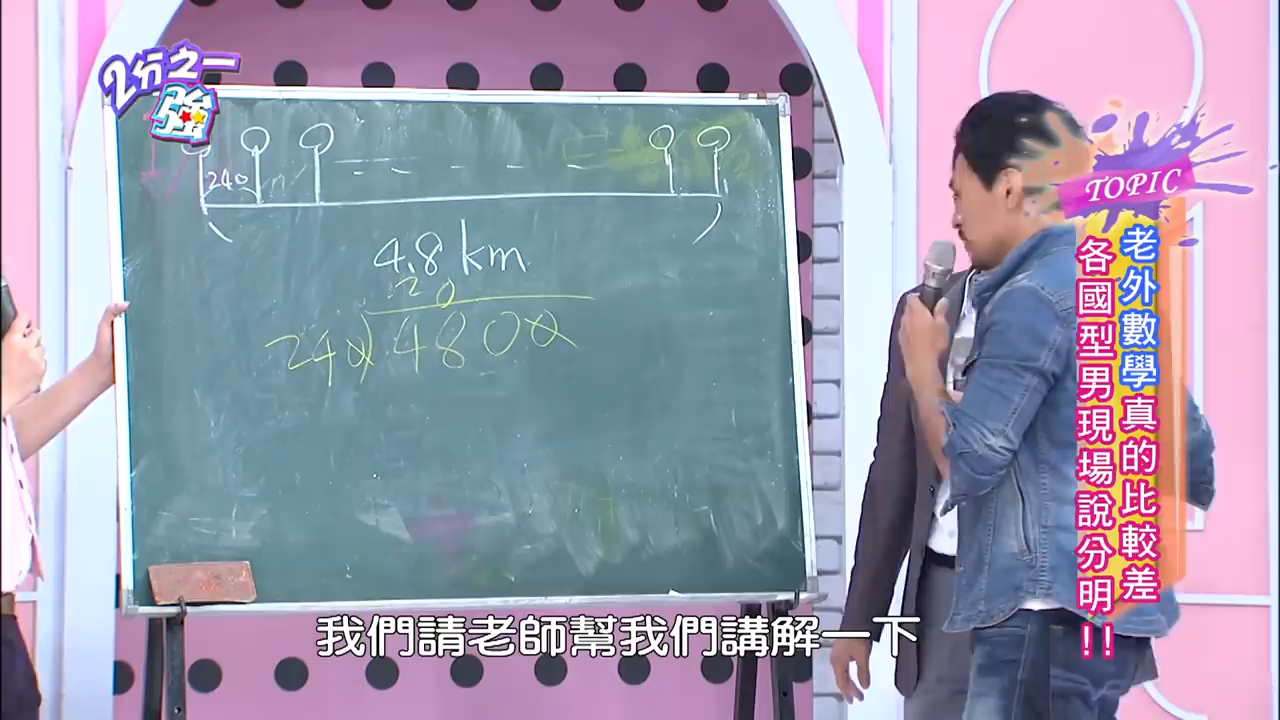 2分之一
強
TOPIC
老外數學真的比較差
各國型男現場說分明!!
240
4.8 km
20
240)4800
我們請老師幫我們講解一下